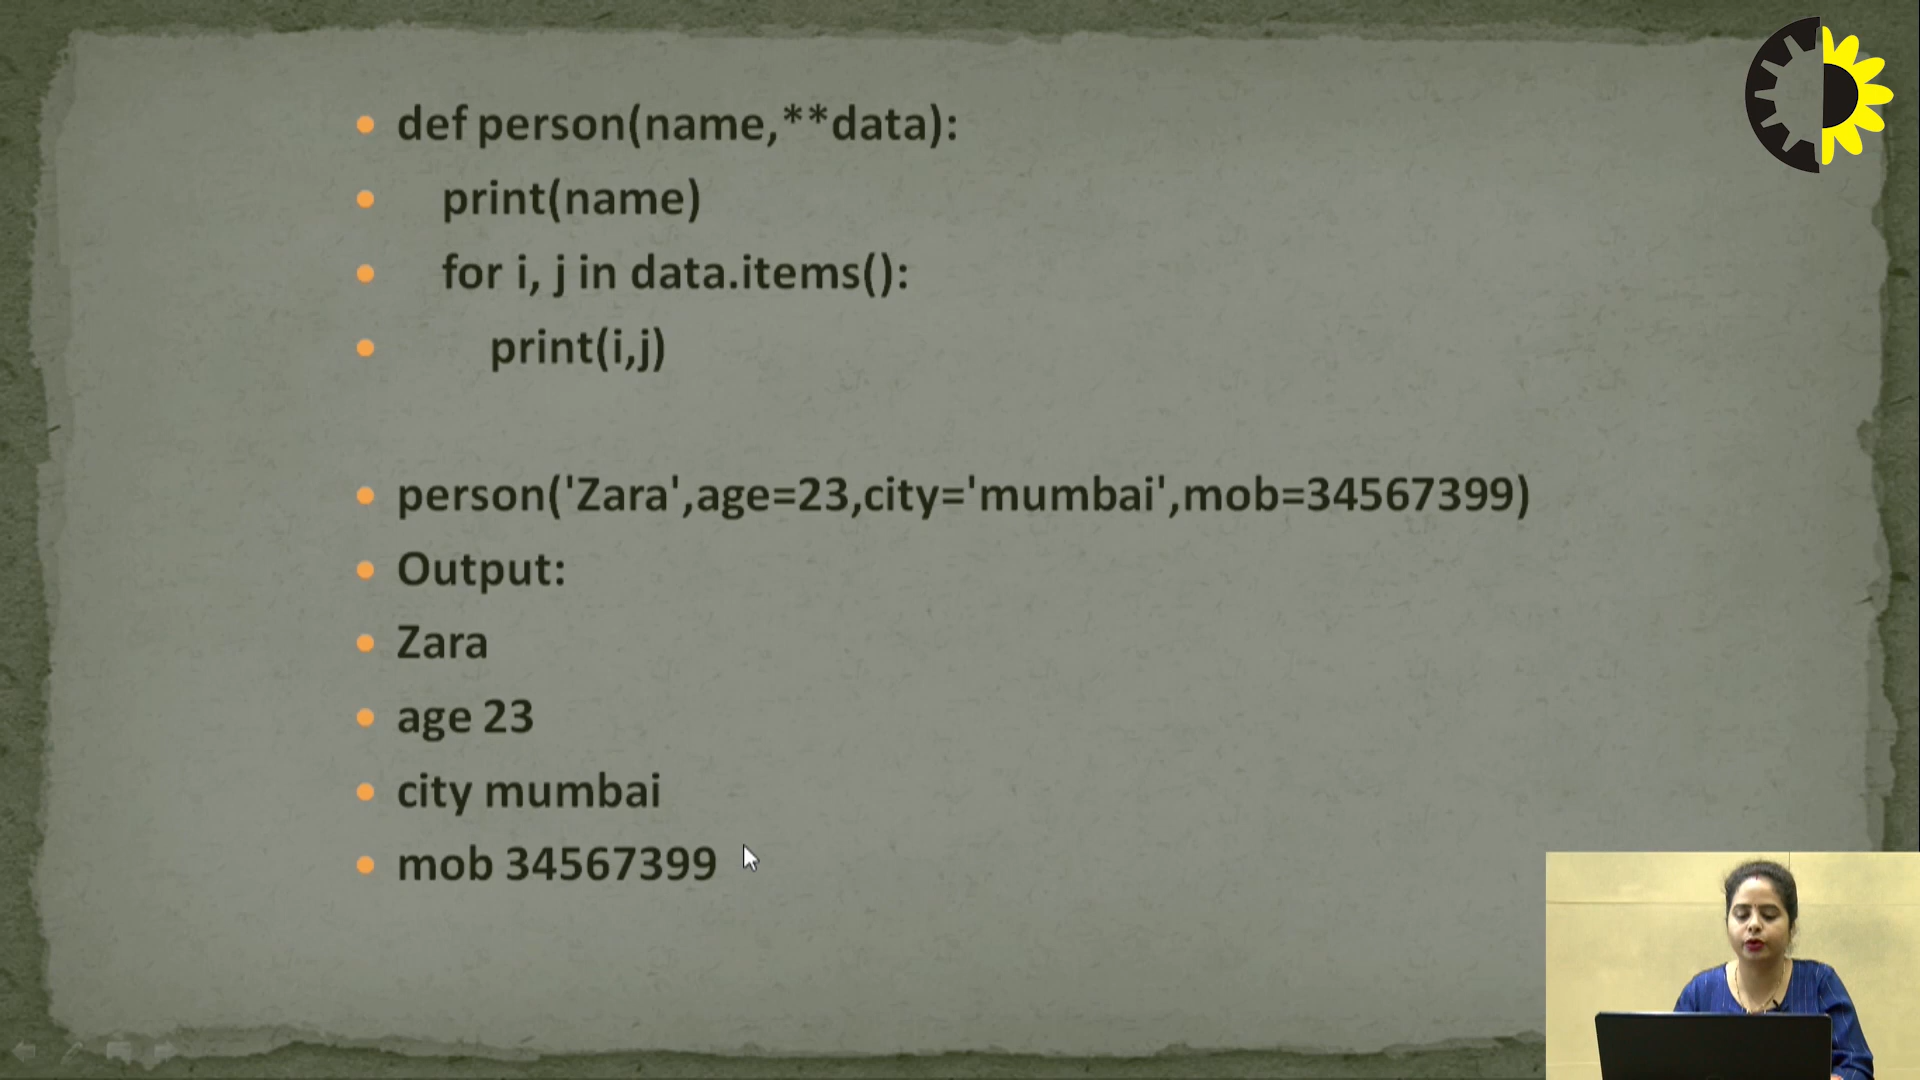 def person(name,**data):
print(name)
for i, j in data.items():
print(i,j)
person('Zara',age=23,city='mumbai',mob=34567399)
Output:
Zara
age 23
city mumbai
mob 34567399